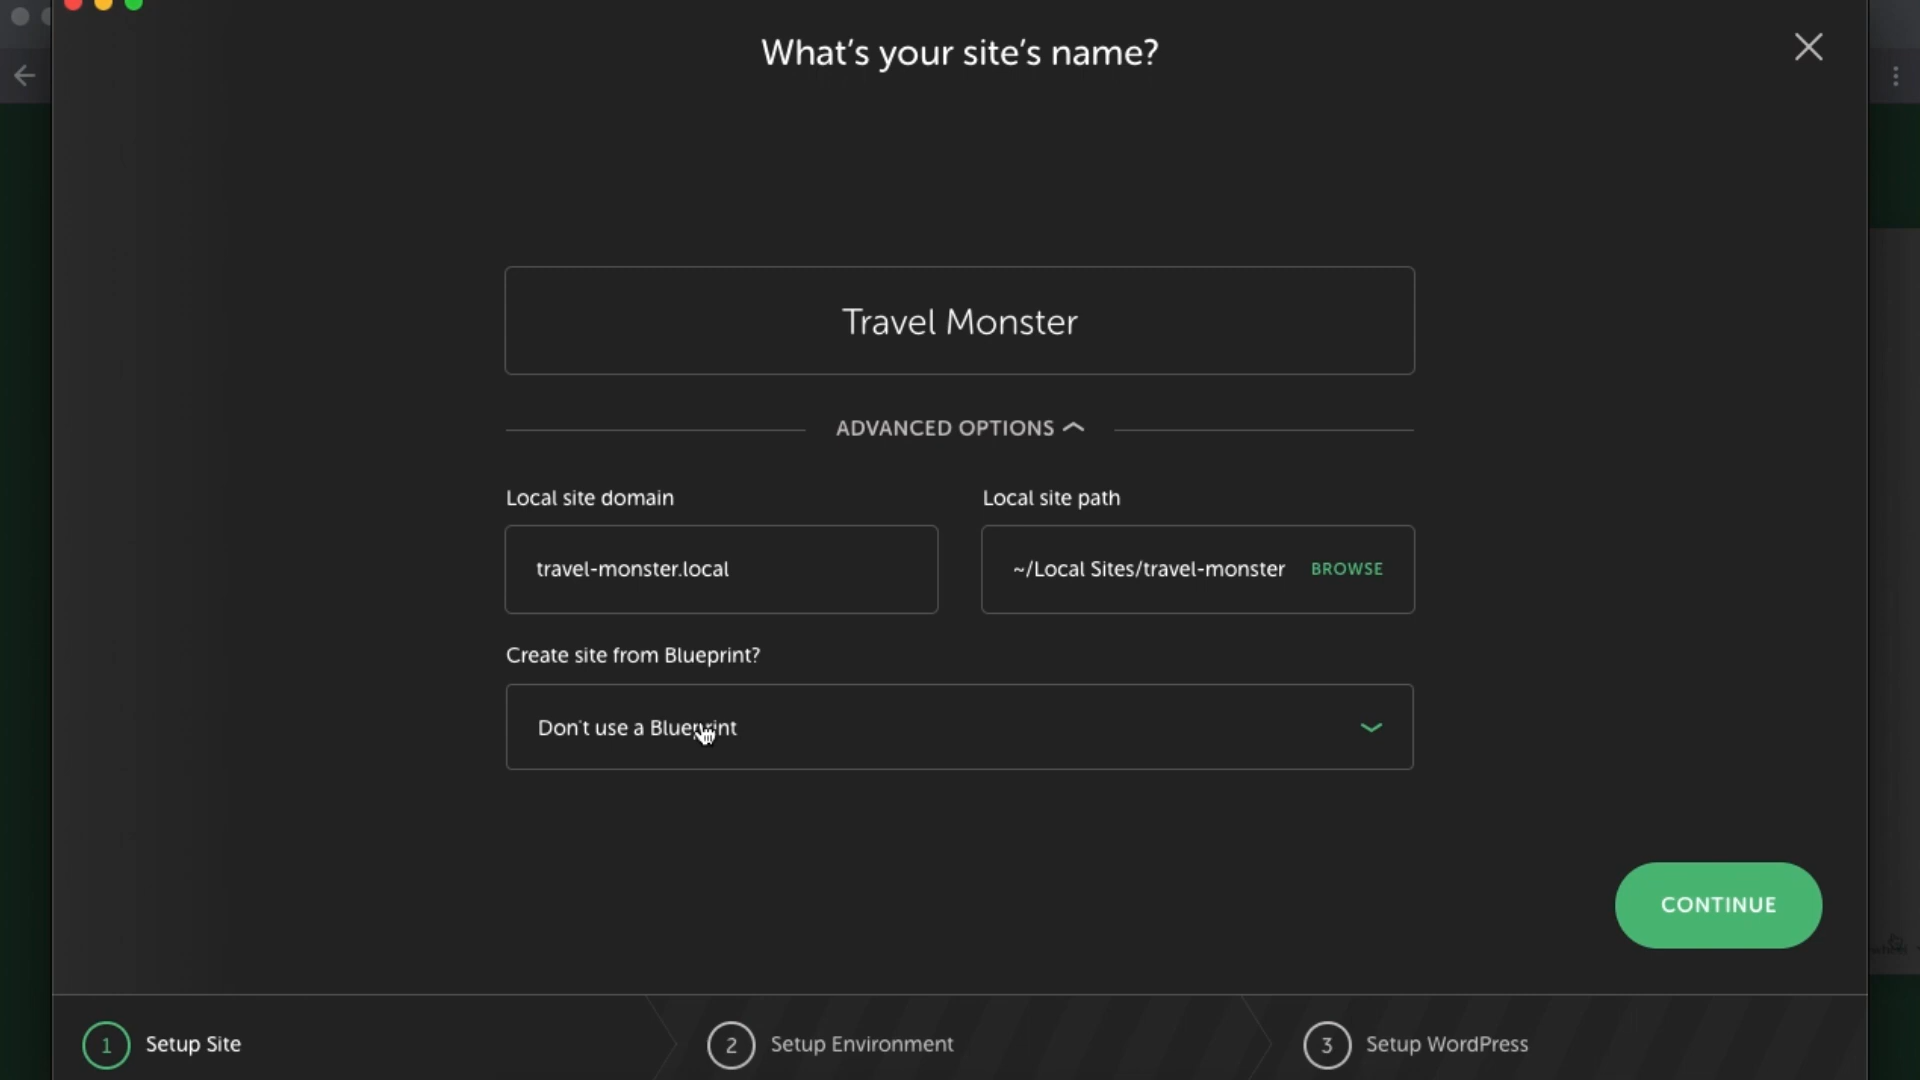 What's your site's name?
Travel Monster
ADVANCED OPTIONS
Local site domain
Local site path
travel-monster.local
~/Local Sites/travel-monster BROWSE
Create site from Blueprint?
Don't use a Blueprint
CONTINUE
1 Setup Site
2 Setup Environment
3 Setup WordPress